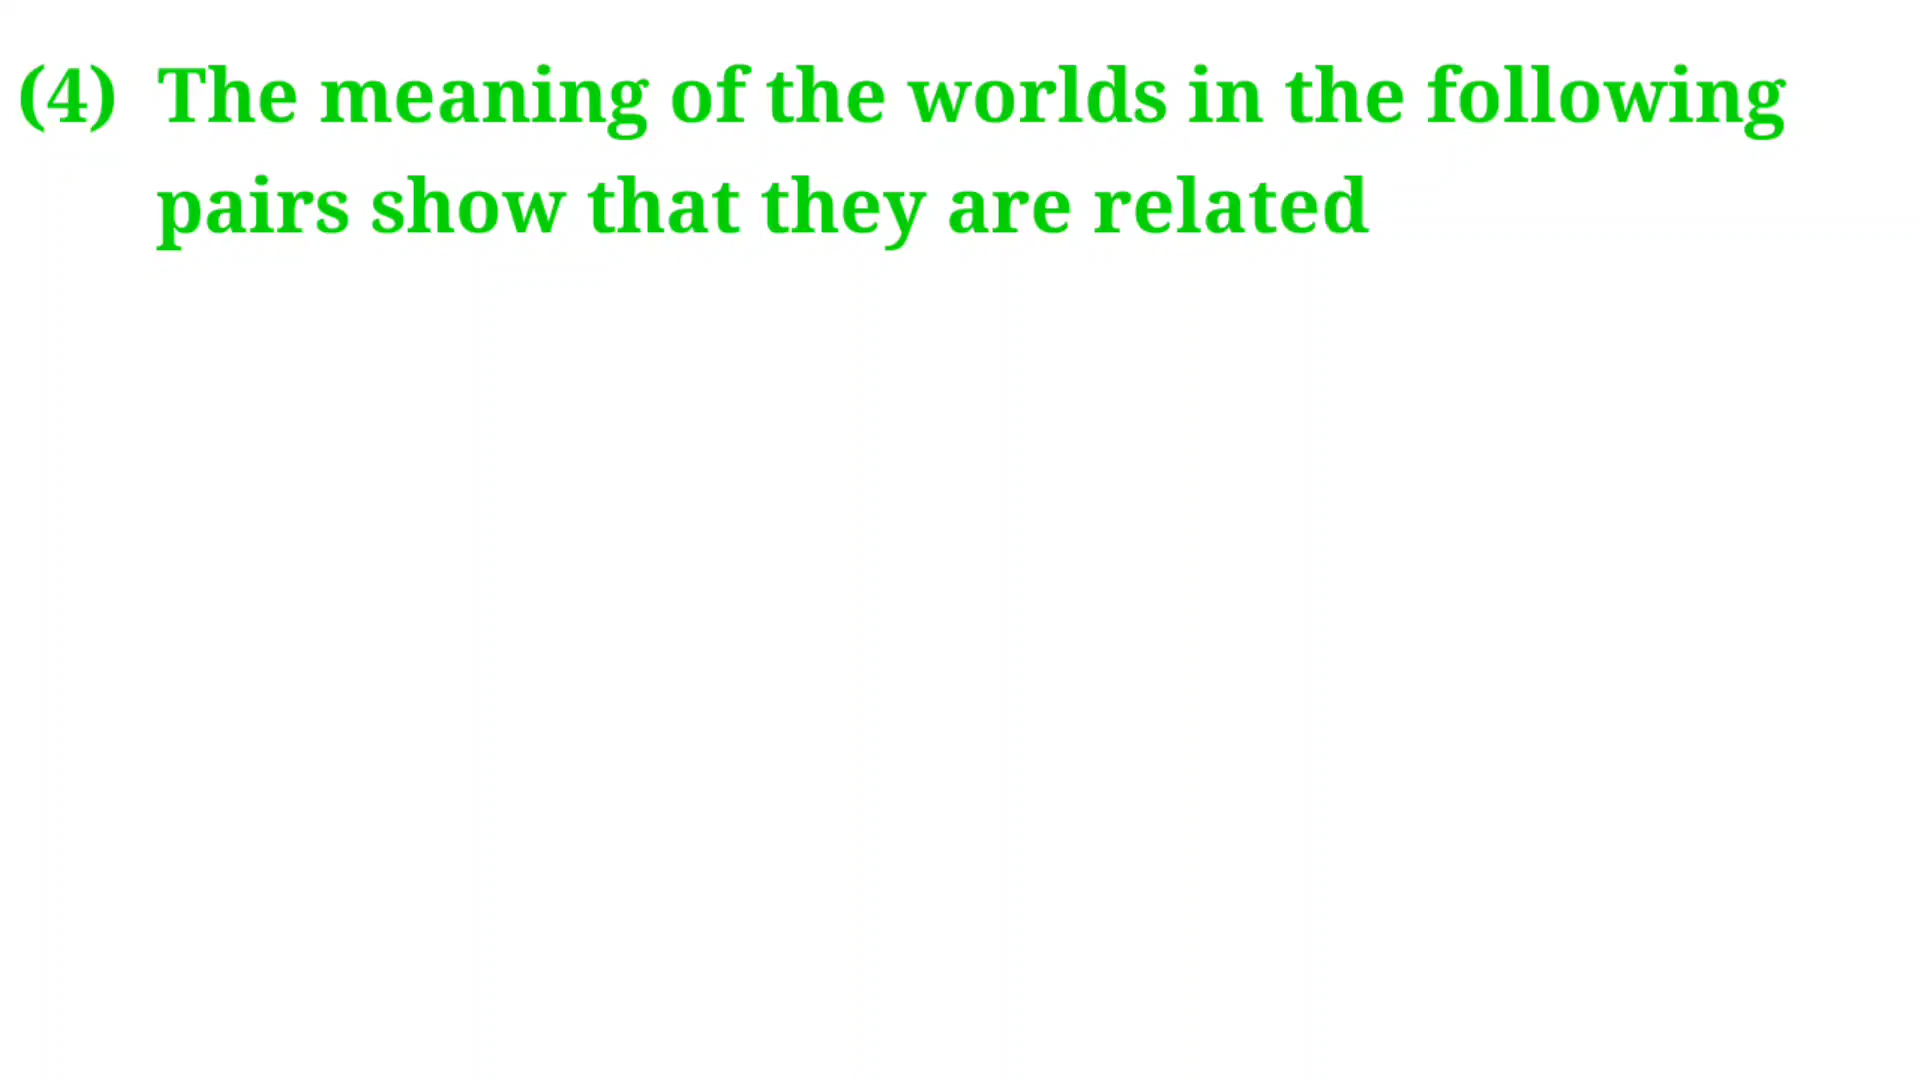 (4) The meaning of the worlds in the following
pairs show that they are related